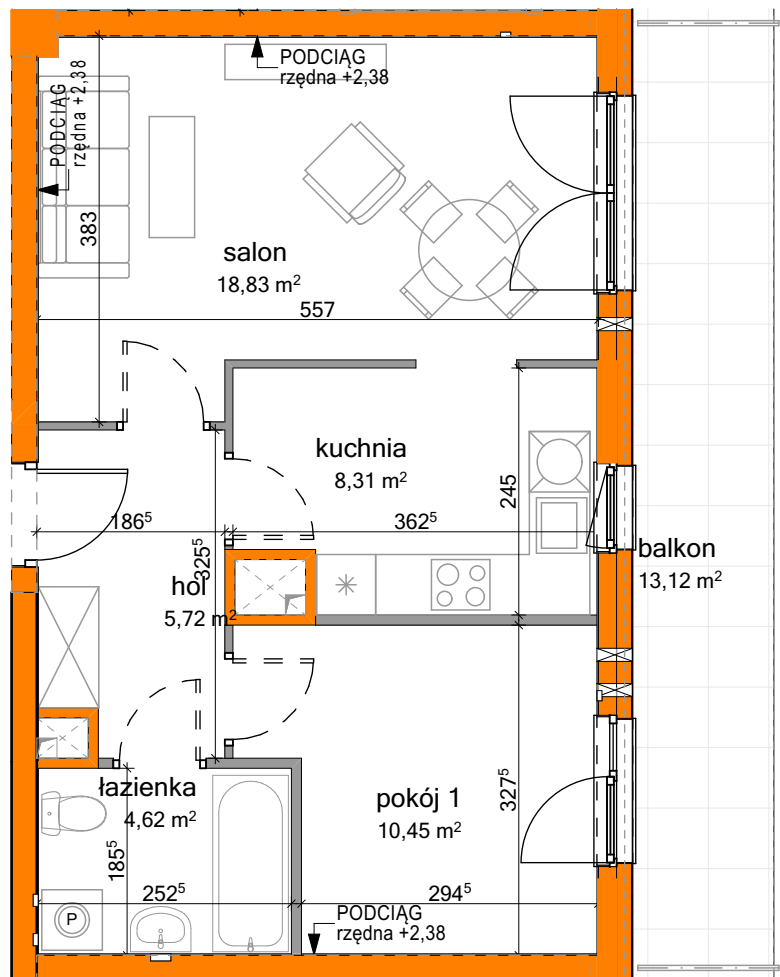 PODCIĄG
rzędna +2,38
PODCIĄG
rzędna +2,38
383
salon
18,83 m²
557
kuchnia
8,31 m²
245
186⁵
362⁵
325⁵
balkon
13,12 m²
hol
5,72 m²
łazienka
4,62 m²
pokój 1
10,45 m²
327⁵
185⁵
252⁵
294⁵
P
PODCIĄG
rzędna +2,38